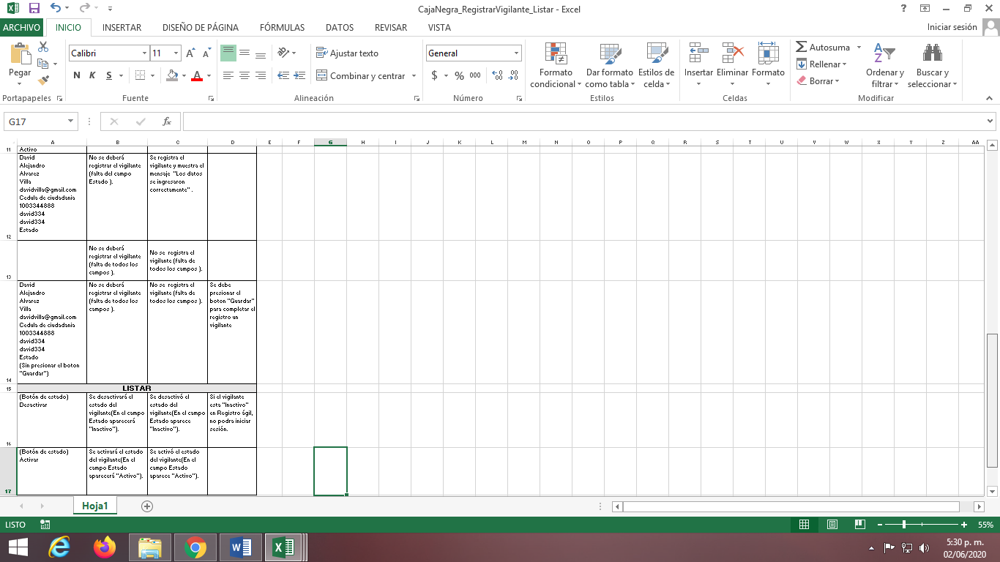 CajaNegra_RegistrarVigilante_Listar - Excel
ARCHIVO INICIO INSERTAR DISEÑO DE PÁGINA FÓRMULAS DATOS REVISAR VISTA Iniciar sesión
Pegar
Portapapeles
Calibri 11
N K S
Fuente
Ajustar texto
Combinar y centrar
Alineación
General
$ % 000
Número
Formato condicional
Dar formato como tabla
Estilos de celda
Estilos
Insertar Eliminar Formato
Celdas
Autosuma
Rellenar
Borrar
Ordenar y filtrar
Buscar y seleccionar
Modificar
G17 fx
A B C D E F G H I J K L M N O P Q R S T U V W X Y Z AA
11
Activo
12
David
Alejandro
Alvarez
Villa
davidvilla@gmail.com
Cedula de ciudadania
1003344888
david334
david334
Estado
No se deberá
registrar el vigilante
(falta del campo
Estado ).
Se registra el
vigilante y muestra el
mensaje "Los datos
se ingresaron
correctamente" .
13
No se deberá
registrar el vigilante
(falta de todos los
campos ).
No se registra el
vigilante (falta de
todos los campos ).
14
David
Alejandro
Alvarez
Villa
davidvilla@gmail.com
Cedula de ciudadania
1003344888
david334
david334
Estado
(Sin presionar el boton
"Guardar")
No se deberá
registrar el vigilante
(falta de todos los
campos ).
No se registra el
vigilante (falta de
todos los campos ).
Se debe
presionar el
boton "Guardar"
para completar el
registro un
vigilante
15
LISTAR
16
(Botón de estado)
Desactivar
Se desactivará el
estado del
vigilante(En el campo
Estado aparecerá
"Inactivo").
Se desactivó el
estado del
vigilante(En el campo
Estado aparece
"Inactivo").
Si el vigilante
esta "Inactivo"
en Registro ágil,
no podra iniciar
sesión.
17
(Botón de estado)
Activar
Se activará el estado
del vigilante(En el
campo Estado
aparecerá "Activo").
Se activó el estado
del vigilante(En el
campo Estado
aparece "Activo").
Hoja1
LISTO 55%
5:30 p. m.
02/06/2020